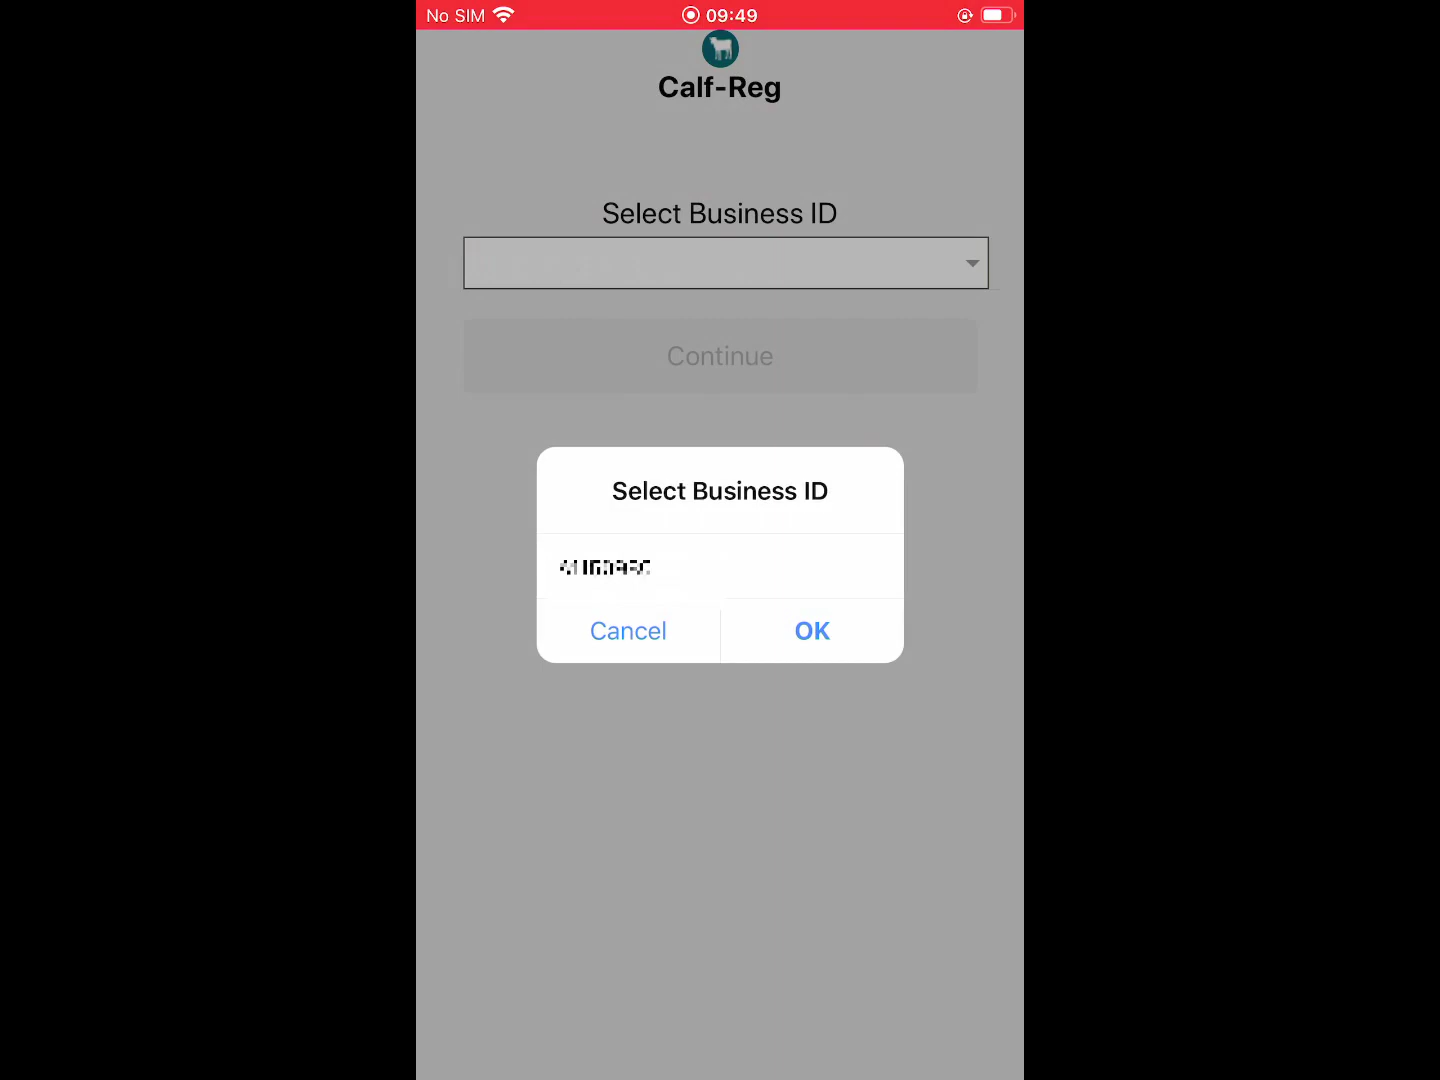 No SIM 09:49
Calf-Reg
Select Business ID
Continue
Select Business ID
Cancel OK